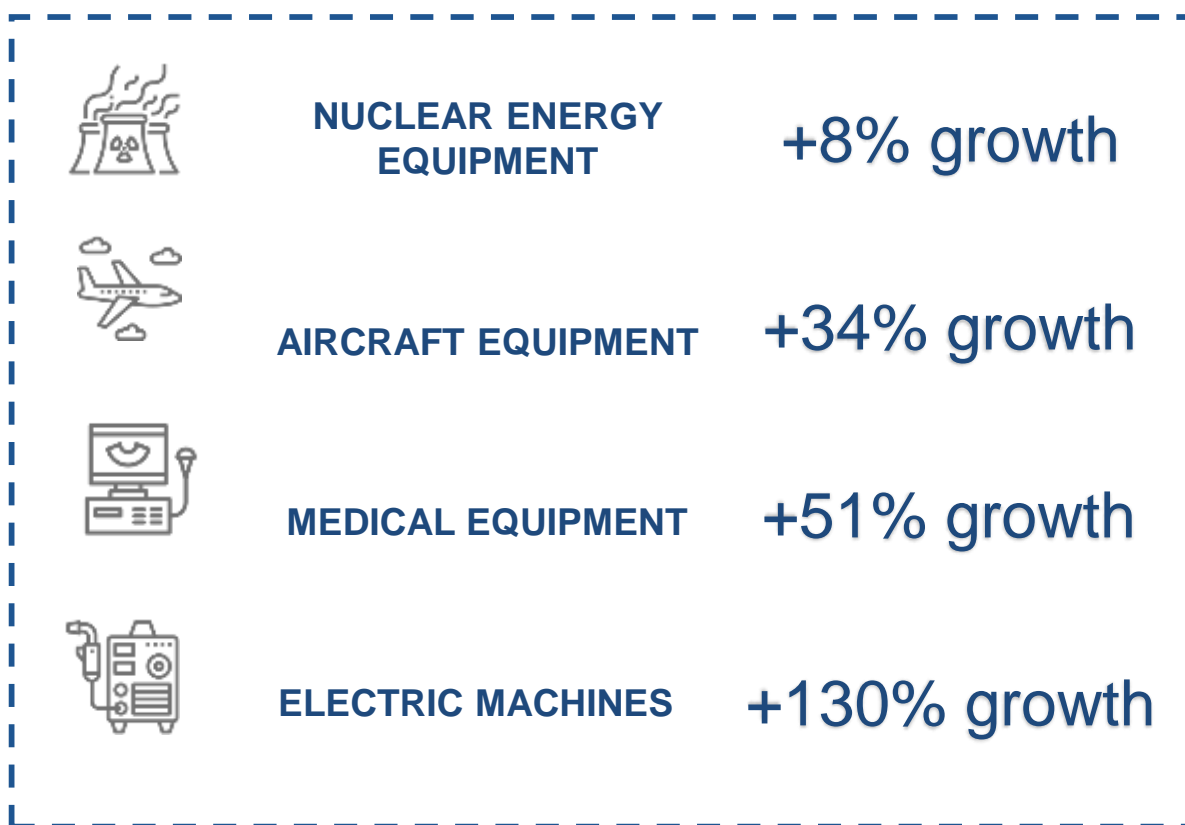 NUCLEAR ENERGY
EQUIPMENT
+8% growth
AIRCRAFT EQUIPMENT
+34% growth
MEDICAL EQUIPMENT
+51% growth
ELECTRIC MACHINES
+130% growth